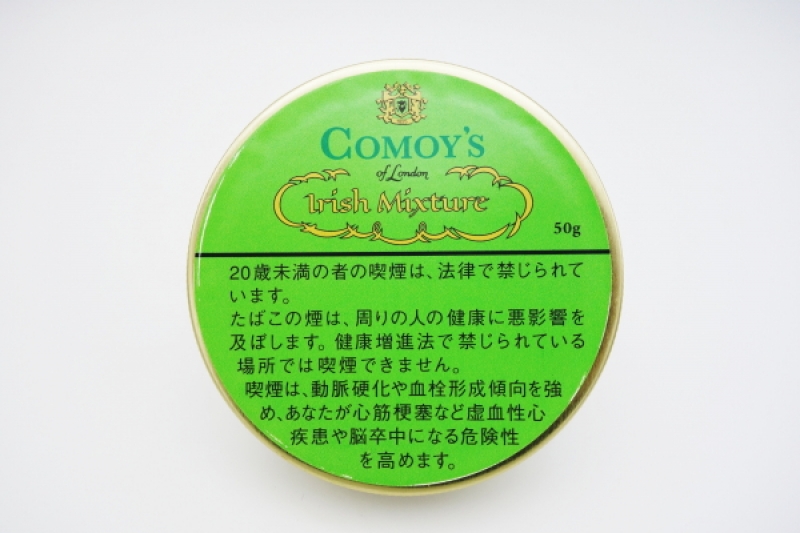 COMOY'S
of London
Irish Mixture
50g
20歳未満の者の喫煙は、法律で禁じられて
います。
たばこの煙は、周りの人の健康に悪影響を
及ぼします。健康増進法で禁じられている
場所では喫煙できません。
喫煙は、動脈硬化や血栓形成傾向を強
め、あなたが心筋梗塞など虚血性心
疾患や脳卒中になる危険性
を高めます。